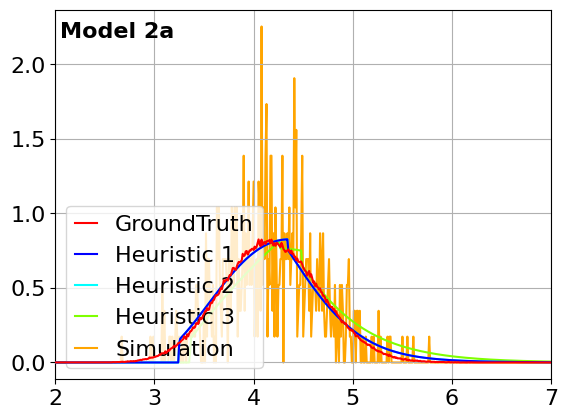 Model 2a
2.0
1.5
1.0
0.5
0.0
GroundTruth
Heuristic 1
Heuristic 2
Heuristic 3
Simulation
2 3 4 5 6 7